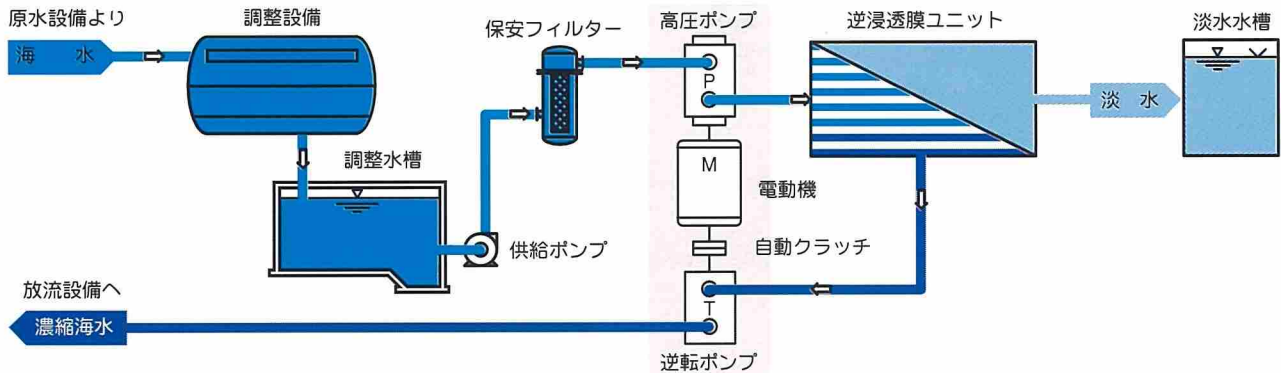 原水設備より
海 水
調整設備
調整水槽
供給ポンプ
保安フィルター
高圧ポンプ
P
M
電動機
自動クラッチ
T
逆転ポンプ
逆浸透膜ユニット
淡 水
淡水水槽
放流設備へ
濃縮海水